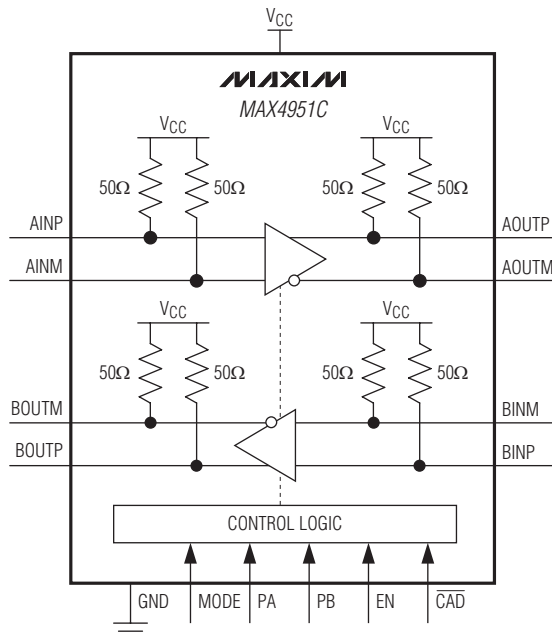 VCC
MAXIM
MAX4951C
VCC VCC
50Ω 50Ω 50Ω 50Ω
AINP AOUTP
AINM AOUTM
VCC VCC
50Ω 50Ω 50Ω 50Ω
BOUTM BINM
BOUTP BINP
CONTROL LOGIC
GND MODE PA PB EN C̅A̅D̅